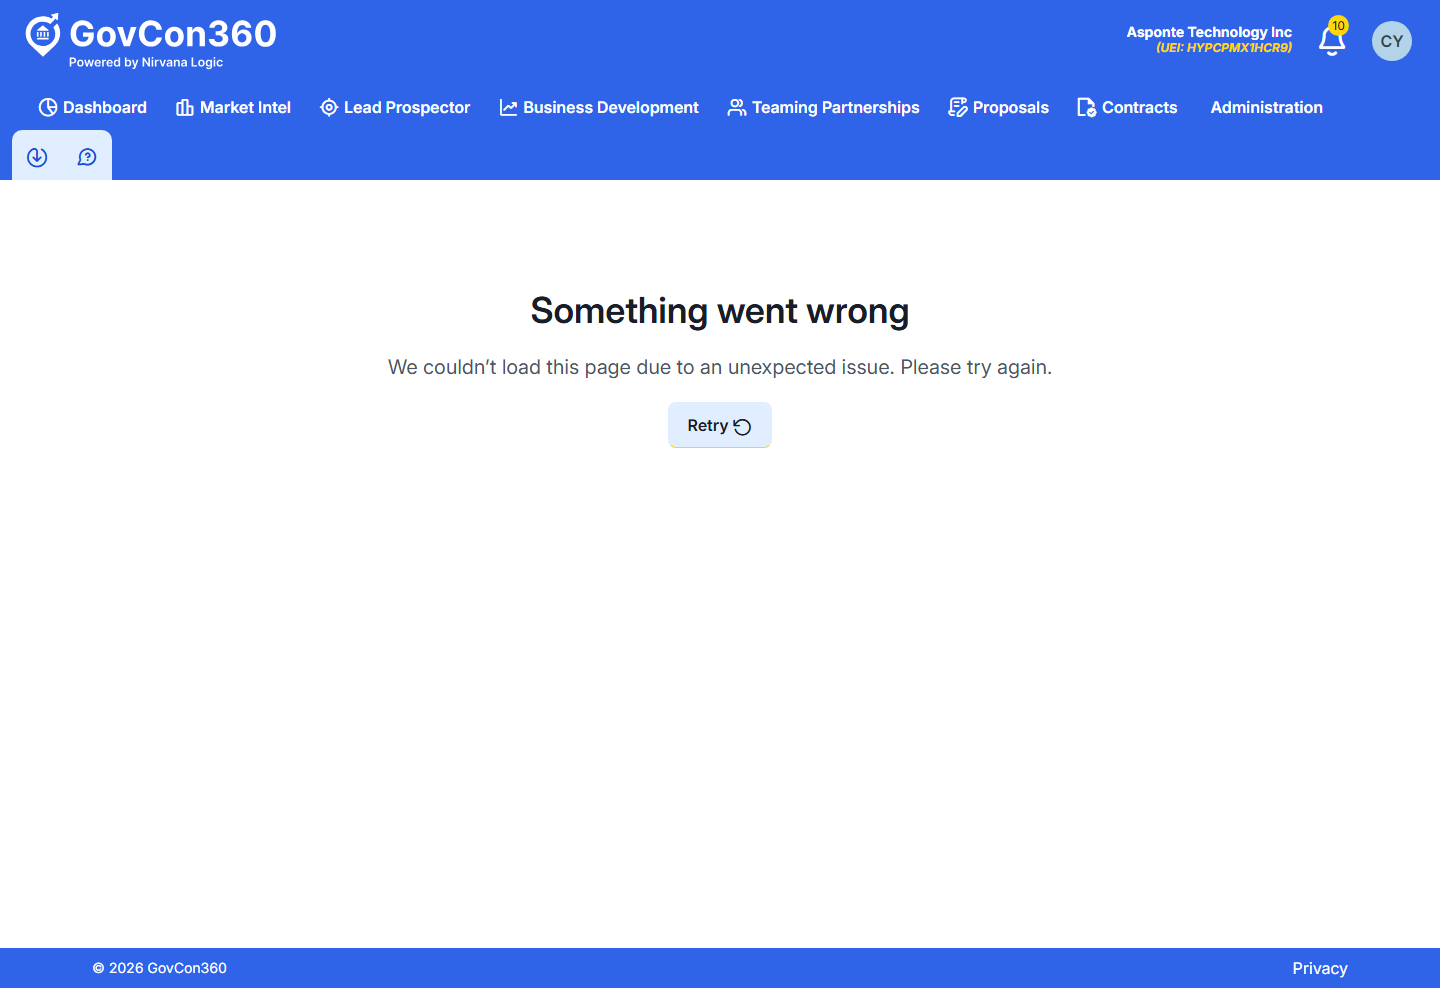 GovCon360
Powered by Nirvana Logic
Asponte Technology Inc
(UEI: HYPCPMX1HCR9)
10
CY
Dashboard
Market Intel
Lead Prospector
Business Development
Teaming Partnerships
Proposals
Contracts
Administration
Something went wrong
We couldn’t load this page due to an unexpected issue. Please try again.
Retry
© 2026 GovCon360
Privacy